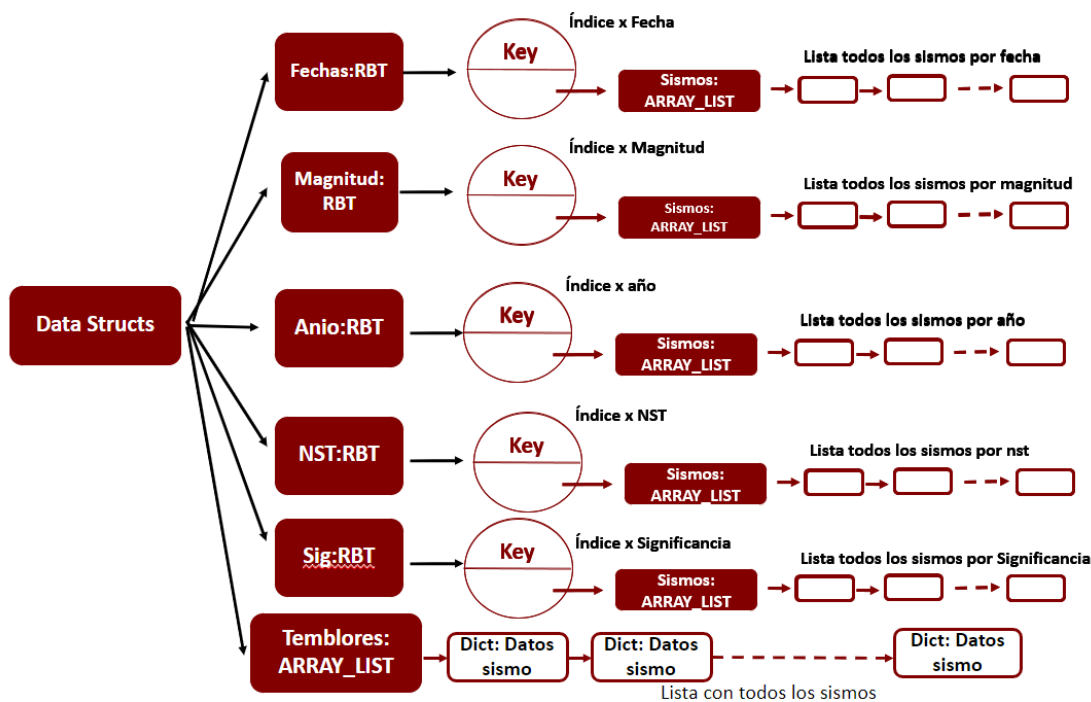 Data Structs
Fechas:RBT
Key
Índice x Fecha
Sismos:
ARRAY_LIST
Lista todos los sismos por fecha
Magnitud:
RBT
Key
Índice x Magnitud
Sismos:
ARRAY_LIST
Lista todos los sismos por magnitud
Anio:RBT
Key
Índice x año
Sismos:
ARRAY_LIST
Lista todos los sismos por año
NST:RBT
Key
Índice x NST
Sismos:
ARRAY_LIST
Lista todos los sismos por nst
Sig:RBT
Key
Índice x Significancia
Sismos:
ARRAY_LIST
Lista todos los sismos por Significancia
Temblores:
ARRAY_LIST
Dict: Datos
sismo
Dict: Datos
sismo
Dict: Datos
sismo
Lista con todos los sismos